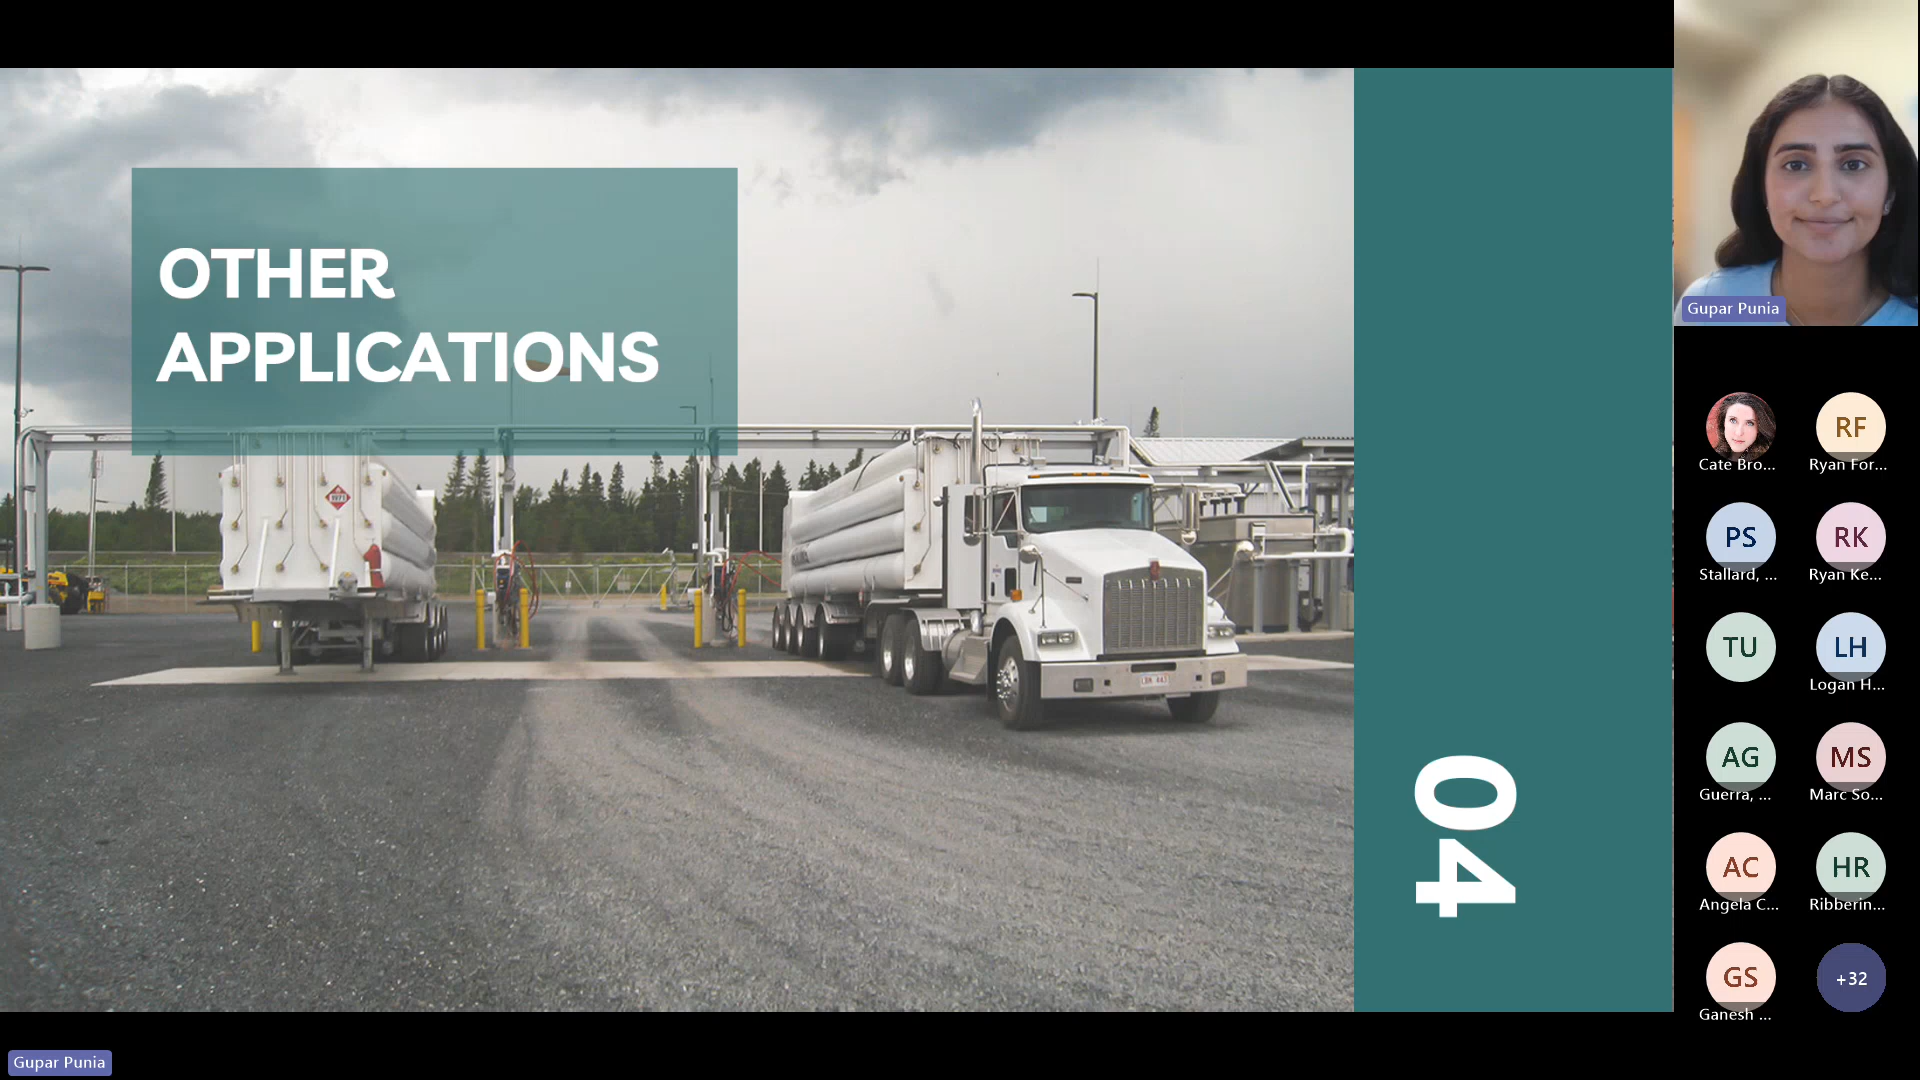 OTHER
APPLICATIONS
04
1971
Gupar Punia
Cate Bro...
RF
Ryan For...
PS
Stallard, ...
RK
Ryan Ke...
TU
LH
Logan H...
AG
Guerra, ...
MS
Marc So...
AC
Angela C...
HR
Ribberin...
GS
Ganesh ...
+32
Gupar Punia